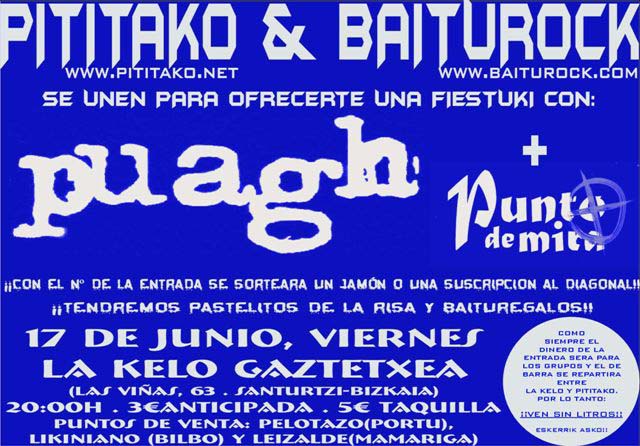 PITITAKO & BAITUROCK
WWW.PITITAKO.NET WWW.BAITUROCK.COM
SE UNEN PARA OFRECERTE UNA FIESTUKI CON:
puagh
+
Punto
de mira
¡¡CON EL Nº DE LA ENTRADA SE SORTEARA UN JAMÓN O UNA SUSCRIPCION AL DIAGONAL!!
¡¡TENDREMOS PASTELITOS DE LA RISA Y BAITUREGALOS!!
17 DE JUNIO, VIERNES
LA KELO GAZTETXEA
(LAS VIÑAS, 63 . SANTURTZI-BIZKAIA)
20:00H . 3€ANTICIPADA . 5€ TAQUILLA
PUNTOS DE VENTA: PELOTAZO(PORTU),
LIKINIANO (BILBO) Y LEIZALDE(MAMARIGA)
COMO
SIEMPRE EL
DINERO DE LA
ENTRADA SERA PARA
LOS GRUPOS Y EL DE
BARRA SE REPARTIRA
ENTRE
LA KELO Y PITITAKO.
POR LO TANTO:
¡¡VEN SIN LITROS!!
ESKERRIK ASKO!!